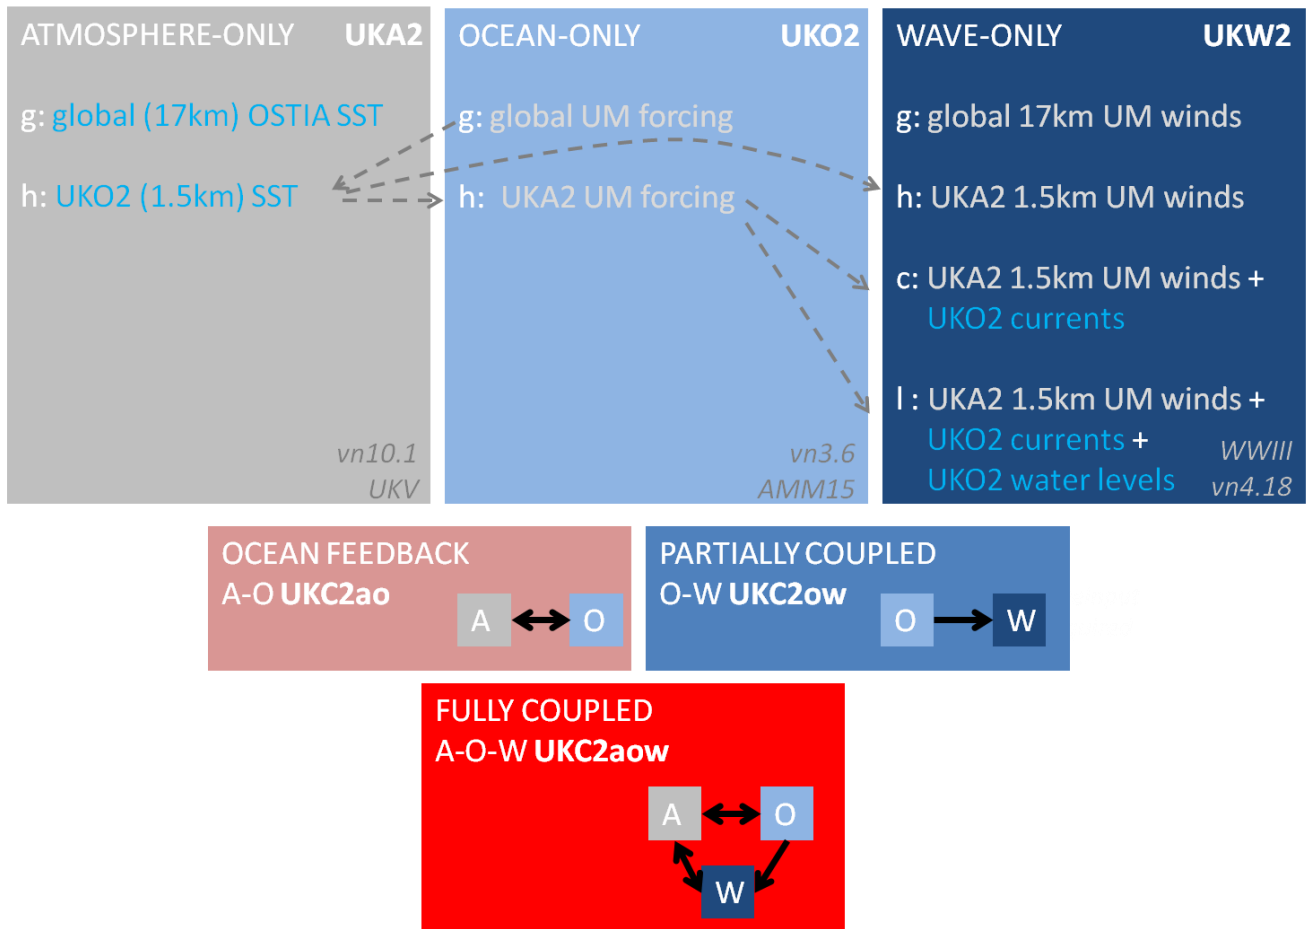 ATMOSPHERE-ONLY UKA2
g: global (17km) OSTIA SST
h: UKO2 (1.5km) SST
vn10.1
UKV
OCEAN-ONLY UKO2
g: global UM forcing
h: UKA2 UM forcing
vn3.6
AMM15
WAVE-ONLY UKW2
g: global 17km UM winds
h: UKA2 1.5km UM winds
c: UKA2 1.5km UM winds +
UKO2 currents
l : UKA2 1.5km UM winds +
UKO2 currents +
UKO2 water levels
WWIII
vn4.18
OCEAN FEEDBACK
A-O UKC2ao
A O
PARTIALLY COUPLED
O-W UKC2ow
O W
FULLY COUPLED
A-O-W UKC2aow
A O
W